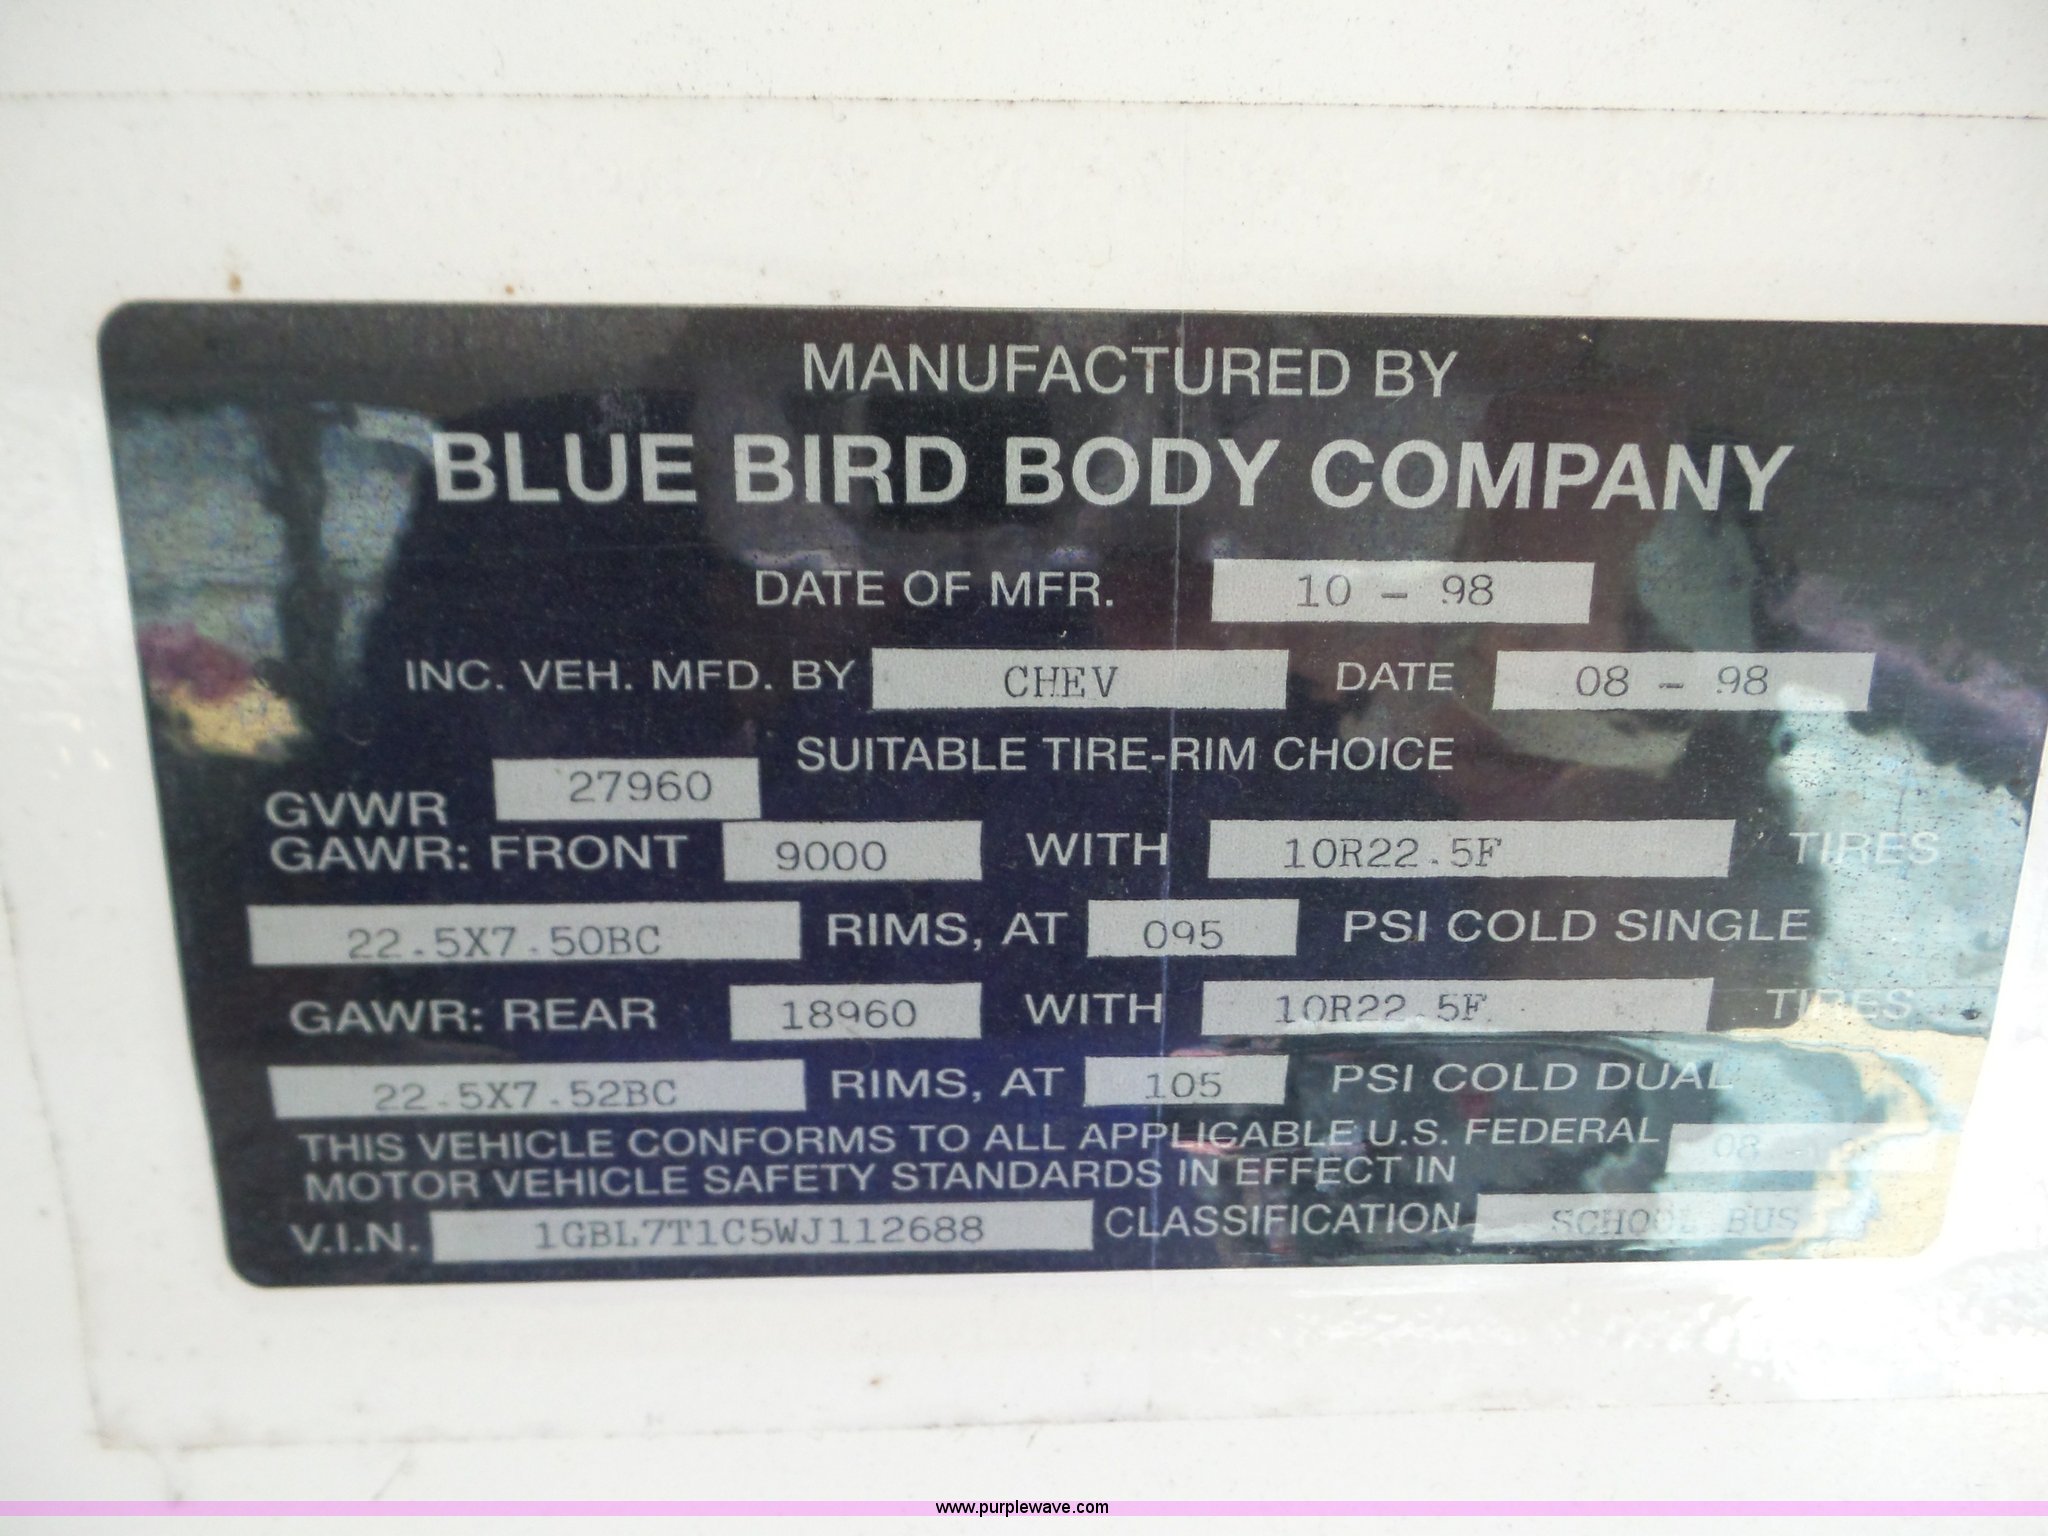 MANUFACTURED BY
BLUE BIRD BODY COMPANY
DATE OF MFR. 10 - 98
INC. VEH. MFD. BY CHEV DATE 08 - 98
SUITABLE TIRE-RIM CHOICE
GVWR 27960
GAWR: FRONT 9000 WITH 10R22.5F TIRES
22.5X7.50BC RIMS, AT 095 PSI COLD SINGLE
GAWR: REAR 18960 WITH 10R22.5F TIRES
22.5X7.52BC RIMS, AT 105 PSI COLD DUAL
THIS VEHICLE CONFORMS TO ALL APPLICABLE U.S. FEDERAL 08
MOTOR VEHICLE SAFETY STANDARDS IN EFFECT IN
V.I.N. 1GBL7T1C5WJ112688 CLASSIFICATION SCHOOL BUS
www.purplewave.com